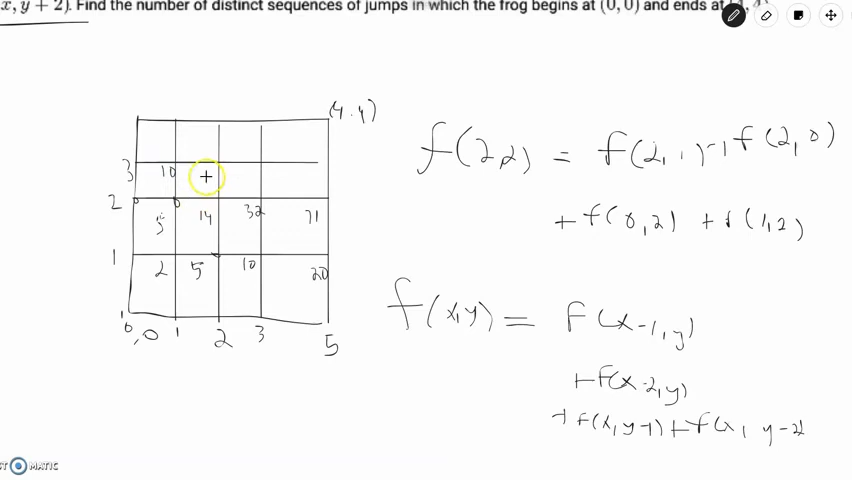 x, y + 2). Find the number of distinct sequences of jumps in which the frog begins at (0, 0) and ends at
(4,4)
f(2,2) = f(2,1)+f(2,0)
+ f(0,2) + f(1,2)
3 10
2 5 14 32 71
1 2 5 10 20
0,0 1 2 3 5
f(x,y) = f(x-1,y)
+f(x-2,y)
+f(x,y-1)+f(x, y-2)
MATIC